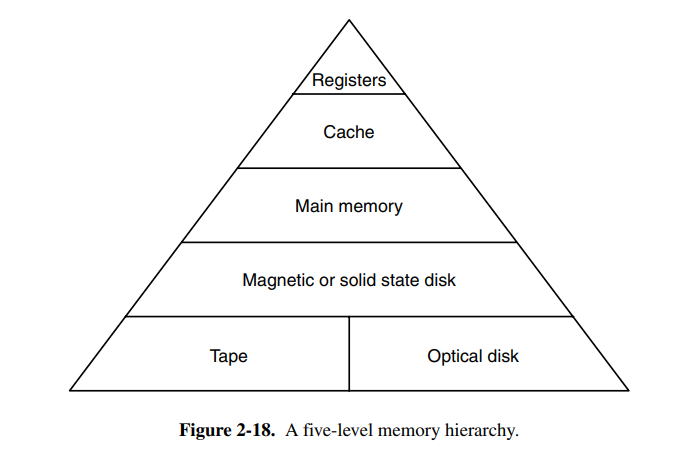 Registers
Cache
Main memory
Magnetic or solid state disk
Tape
Optical disk
Figure 2-18. A five-level memory hierarchy.